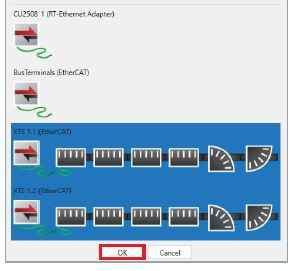 CU2508 1 (RT-Ethernet Adapter)
BusTerminals (EtherCAT)
XTS 1.1 (EtherCAT)
XTS 1.2 (EtherCAT)
OK
Cancel